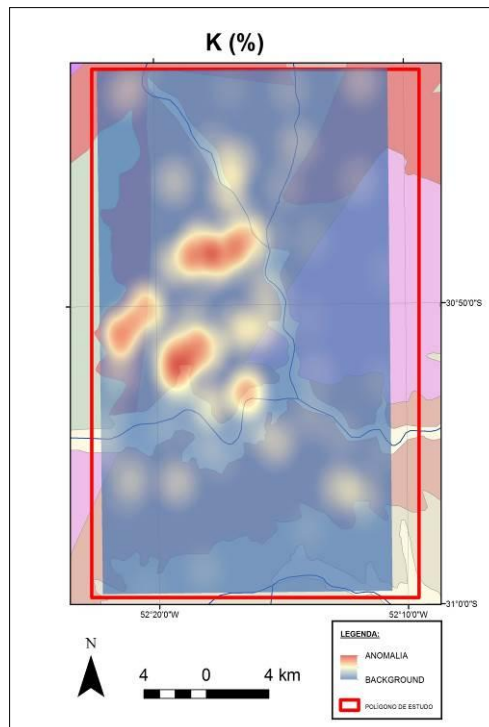 K (%)
30°50'0"S
31°0'0"S
52°20'0"W
52°10'0"W
N
4 0 4 km
LEGENDA:
ANOMALIA
BACKGROUND
POLÍGONO DE ESTUDO